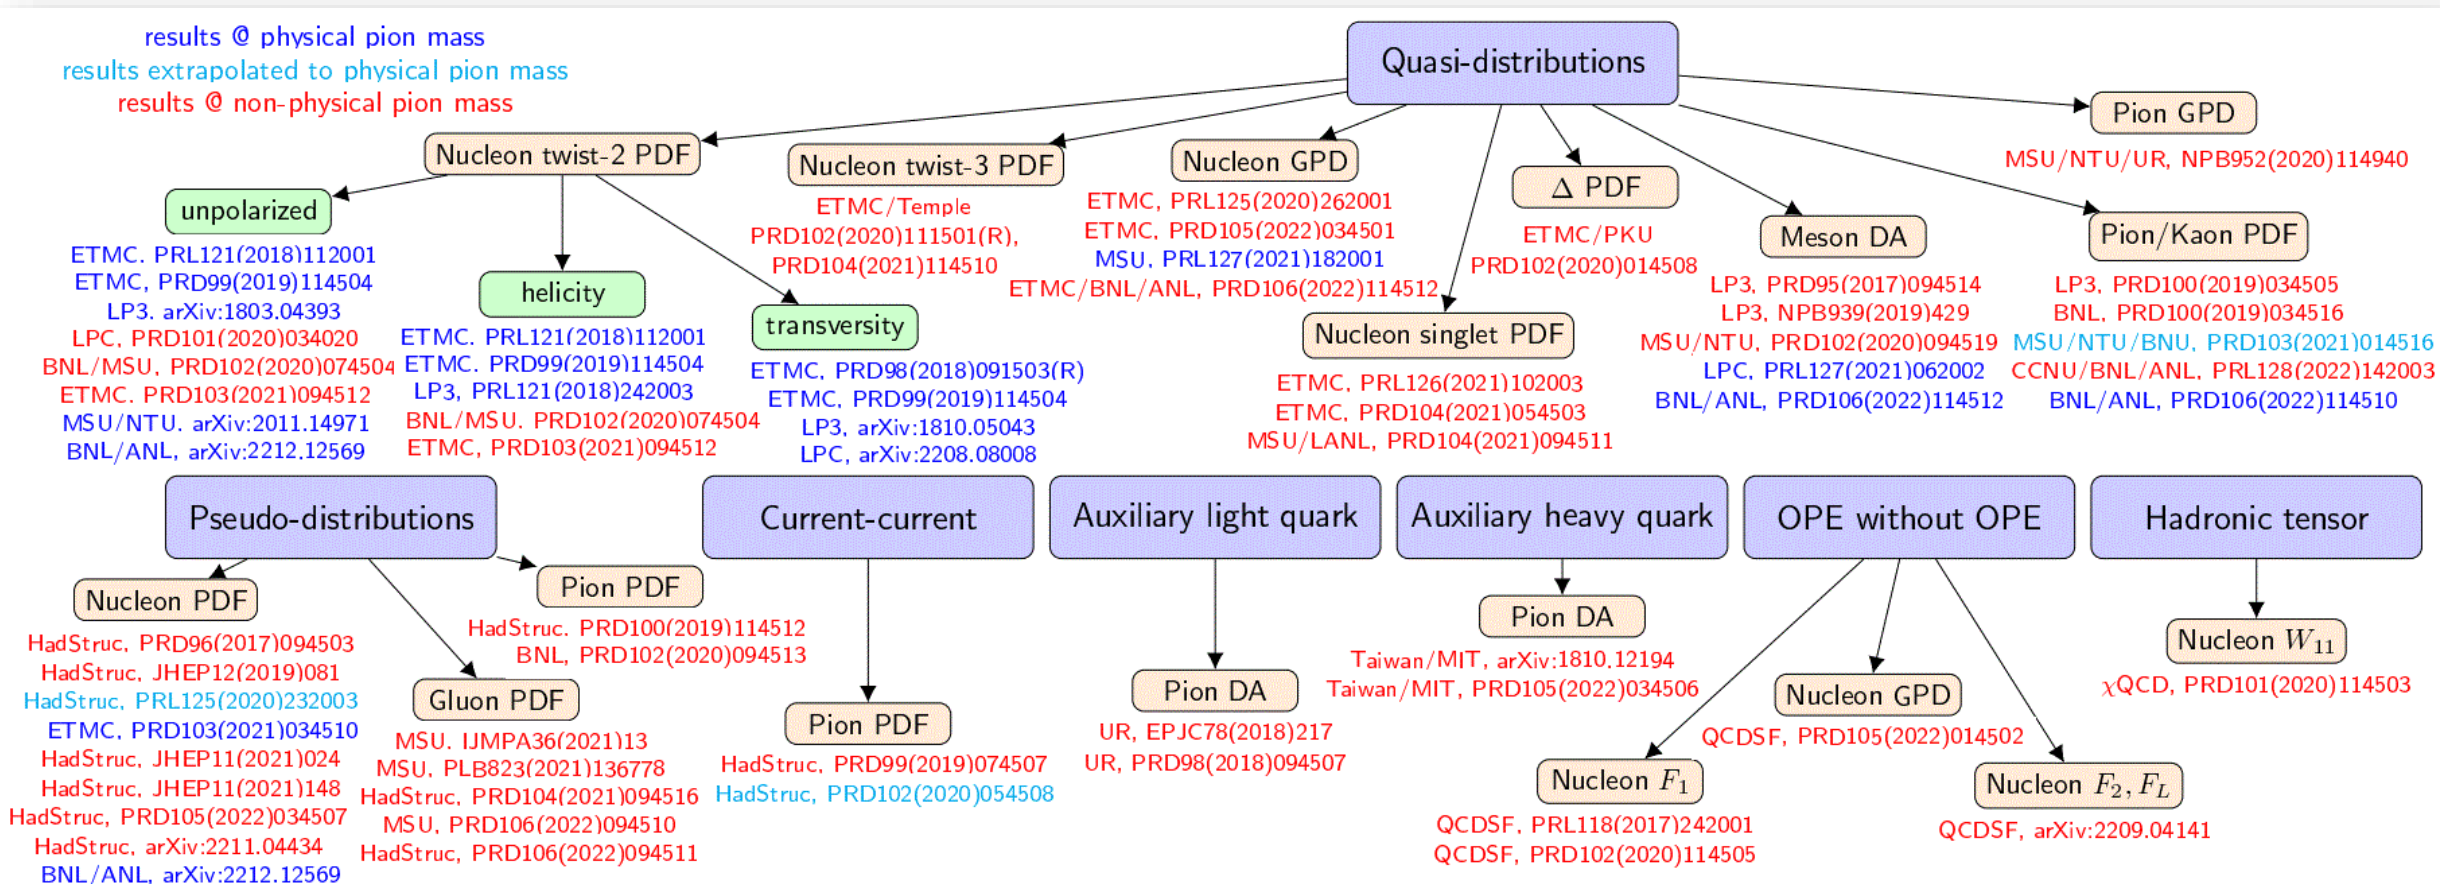 results @ physical pion mass
results extrapolated to physical pion mass
results @ non-physical pion mass
Quasi-distributions
Nucleon twist-2 PDF
unpolarized
ETMC. PRL121(2018)112001
ETMC, PRD99(2019)114504
LP3. arXiv:1803.04393
LPC, PRD101(2020)034020
BNL/MSU, PRD102(2020)074504
ETMC. PRD103(2021)094512
MSU/NTU. arXiv:2011.14971
BNL/ANL, arXiv:2212.12569
helicity
ETMC. PRL121(2018)112001
ETMC. PRD99(2019)114504
LP3, PRL121(2018)242003
BNL/MSU. PRD102(2020)074504
ETMC, PRD103(2021)094512
transversity
ETMC, PRD98(2018)091503(R)
ETMC, PRD99(2019)114504
LP3, arXiv:1810.05043
LPC, arXiv:2208.08008
Nucleon twist-3 PDF
ETMC/Temple
PRD102(2020)111501(R),
PRD104(2021)114510
Nucleon GPD
ETMC, PRL125(2020)262001
ETMC, PRD105(2022)034501
MSU, PRL127(2021)182001
ETMC/BNL/ANL, PRD106(2022)114512
Nucleon singlet PDF
ETMC, PRL126(2021)102003
ETMC, PRD104(2021)054503
MSU/LANL, PRD104(2021)094511
Δ PDF
ETMC/PKU
PRD102(2020)014508
Meson DA
LP3, PRD95(2017)094514
LP3, NPB939(2019)429
MSU/NTU, PRD102(2020)094519
LPC, PRL127(2021)062002
BNL/ANL, PRD106(2022)114512
Pion/Kaon PDF
LP3, PRD100(2019)034505
BNL, PRD100(2019)034516
MSU/NTU/BNU, PRD103(2021)014516
CCNU/BNL/ANL, PRL128(2022)142003
BNL/ANL, PRD106(2022)114510
Pion GPD
MSU/NTU/UR, NPB952(2020)114940
Pseudo-distributions
Nucleon PDF
HadStruc, PRD96(2017)094503
HadStruc, JHEP12(2019)081
HadStruc, PRL125(2020)232003
ETMC, PRD103(2021)034510
HadStruc, JHEP11(2021)024
HadStruc, JHEP11(2021)148
HadStruc, PRD105(2022)034507
HadStruc, arXiv:2211.04434
BNL/ANL, arXiv:2212.12569
Gluon PDF
MSU. IJMPA36(2021)13
MSU, PLB823(2021)136778
HadStruc, PRD104(2021)094516
MSU, PRD106(2022)094510
HadStruc, PRD106(2022)094511
Pion PDF
HadStruc. PRD100(2019)114512
BNL, PRD102(2020)094513
Current-current
Pion PDF
HadStruc, PRD99(2019)074507
HadStruc, PRD102(2020)054508
Auxiliary light quark
Pion DA
UR, EPJC78(2018)217
UR, PRD98(2018)094507
Auxiliary heavy quark
Pion DA
Taiwan/MIT, arXiv:1810.12194
Taiwan/MIT, PRD105(2022)034506
OPE without OPE
Nucleon F₁
QCDSF, PRL118(2017)242001
QCDSF, PRD102(2020)114505
Nucleon GPD
QCDSF, PRD105(2022)014502
Nucleon F₂, F_L
QCDSF, arXiv:2209.04141
Hadronic tensor
Nucleon W₁₁
χQCD, PRD101(2020)114503